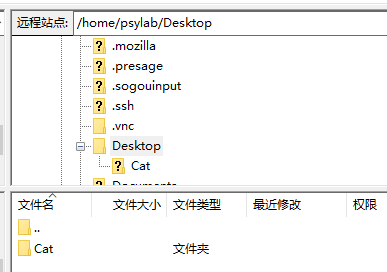 远程站点: /home/psylab/Desktop
.mozilla
.presage
.sogouinput
.ssh
.vnc
Desktop
Cat
Documents
文件名 文件大小 文件类型 最近修改 权限
..
Cat 文件夹